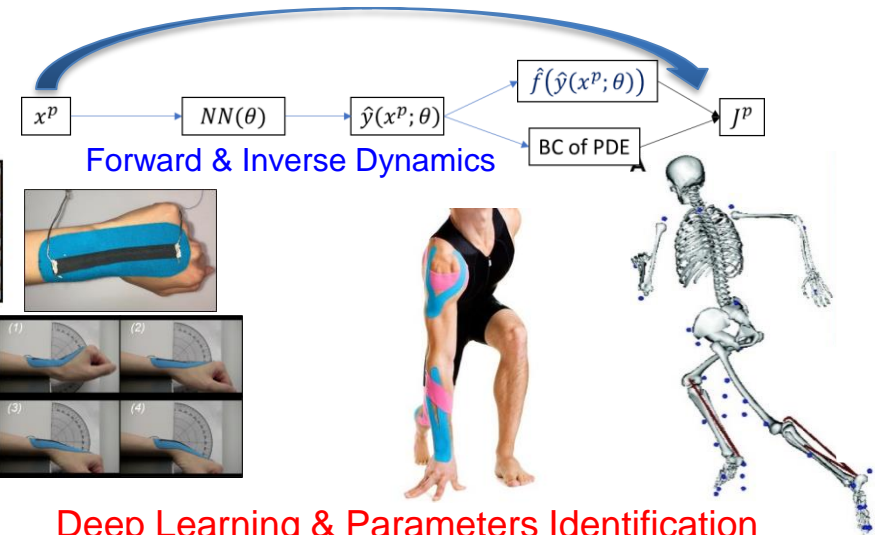 x^p
NN(θ)
ŷ(x^p; θ)
f̂(ŷ(x^p; θ))
BC of PDE
J^p
Forward & Inverse Dynamics
A
(1)
(2)
(3)
(4)
Deep Learning & Parameters Identification